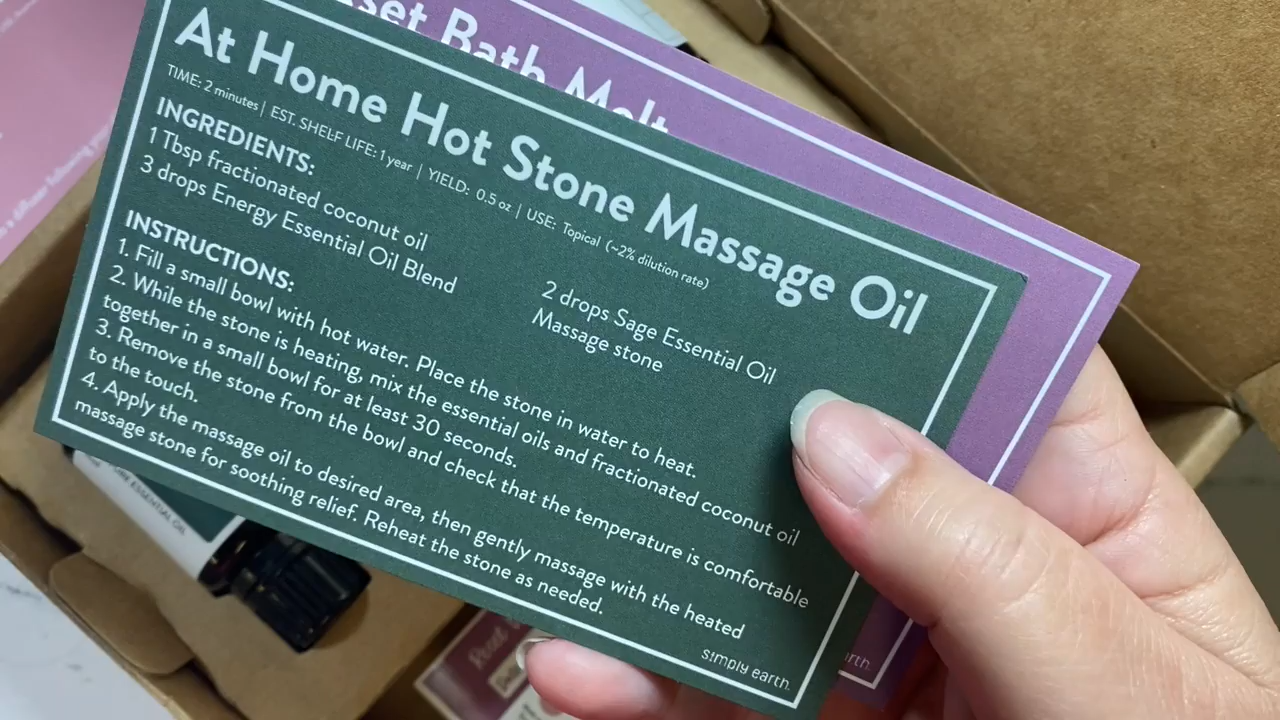 set Bath Melt
At Home Hot Stone Massage Oil
TIME: 2 minutes | EST. SHELF LIFE: 1 year | YIELD: 0.5 oz | USE: Topical (~2% dilution rate)
INGREDIENTS:
1 Tbsp fractionated coconut oil
3 drops Energy Essential Oil Blend
2 drops Sage Essential Oil
Massage stone
INSTRUCTIONS:
1. Fill a small bowl with hot water. Place the stone in water to heat.
2. While the stone is heating, mix the essential oils and fractionated coconut oil
together in a small bowl for at least 30 seconds.
3. Remove the stone from the bowl and check that the temperature is comfortable
to the touch.
4. Apply the massage oil to desired area, then gently massage with the heated
massage stone for soothing relief. Reheat the stone as needed.
simply earth.
arth.
ESSENTIAL OIL